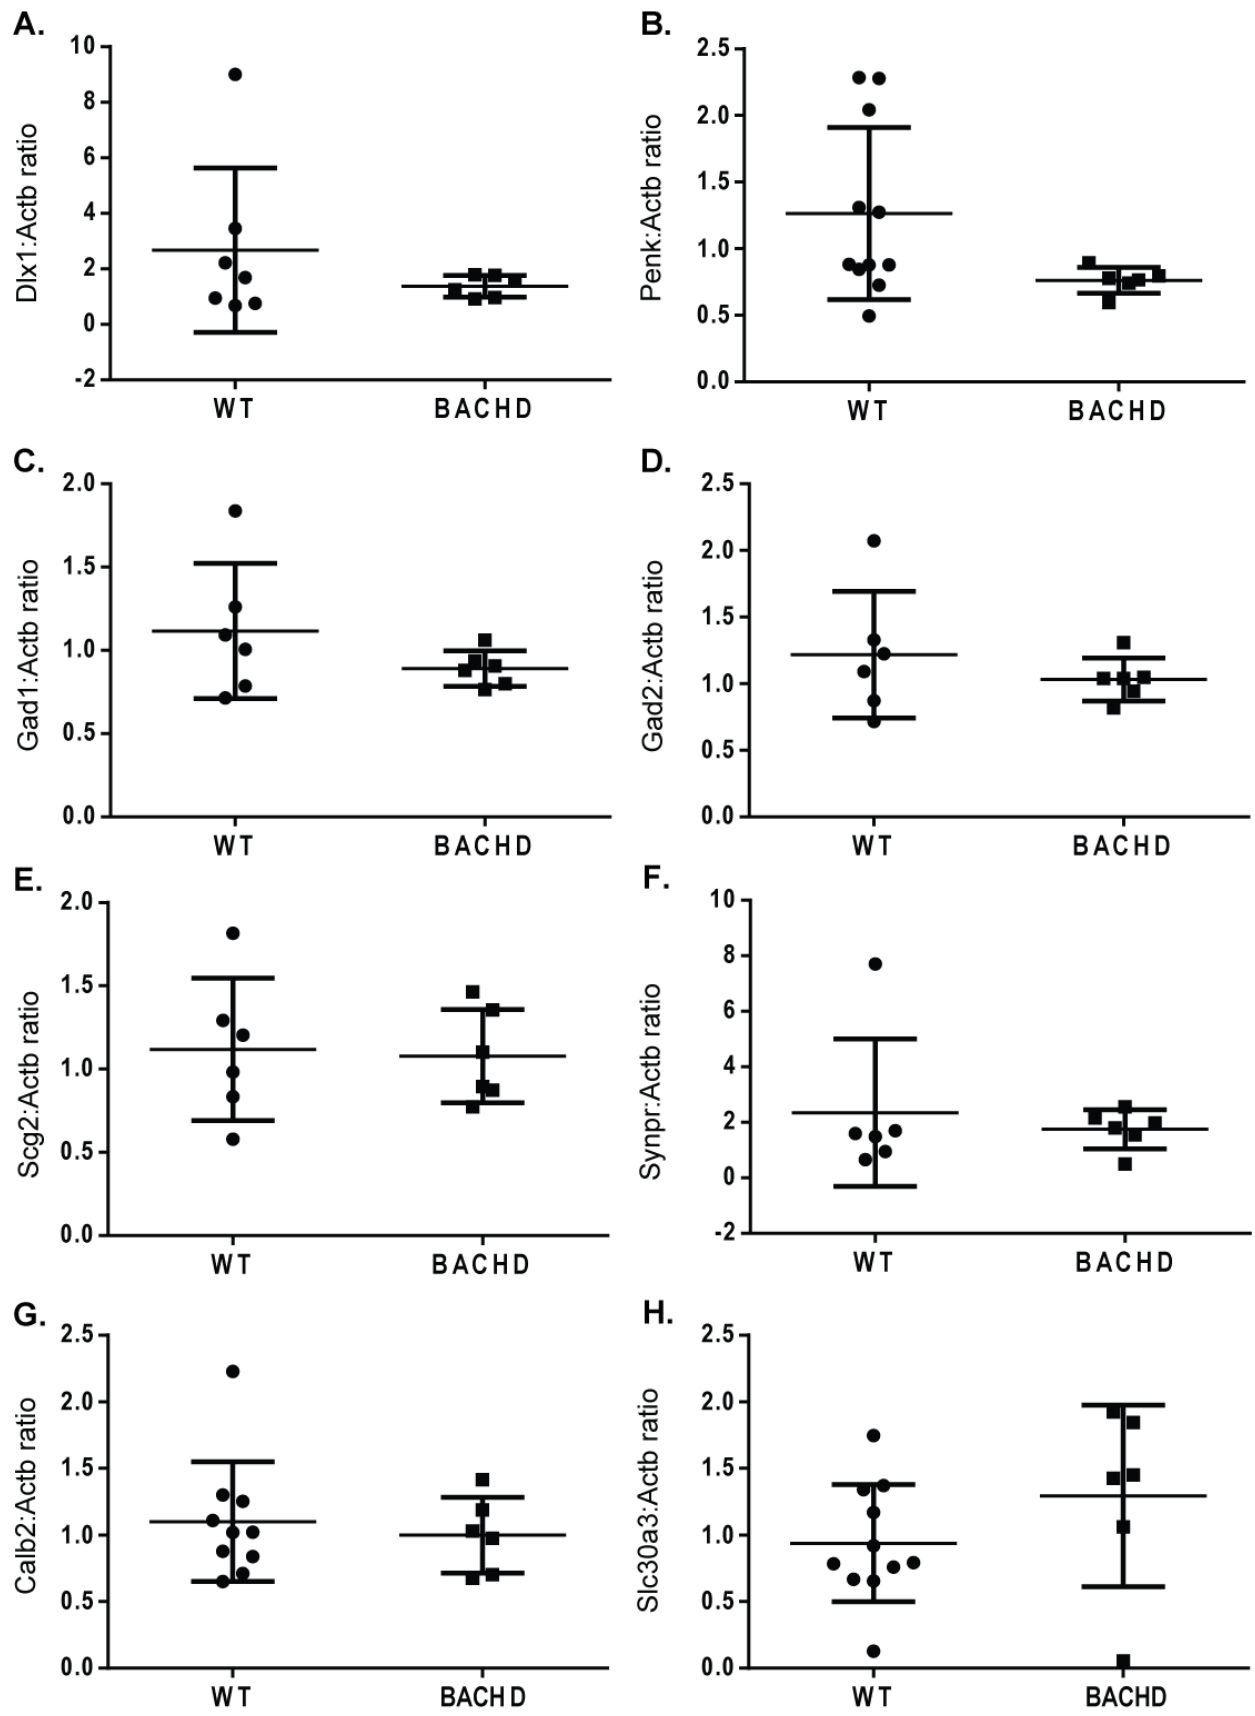 A.
Dlx1:Actb ratio
10
8
6
4
2
0
-2
WT
BACHD
B.
Penk:Actb ratio
2.5
2.0
1.5
1.0
0.5
0.0
WT
BACHD
C.
Gad1:Actb ratio
2.0
1.5
1.0
0.5
0.0
WT
BACHD
D.
Gad2:Actb ratio
2.5
2.0
1.5
1.0
0.5
0.0
WT
BACHD
E.
Scg2:Actb ratio
2.0
1.5
1.0
0.5
0.0
WT
BACHD
F.
Synpr:Actb ratio
10
8
6
4
2
0
-2
WT
BACHD
G.
Calb2:Actb ratio
2.5
2.0
1.5
1.0
0.5
0.0
WT
BACHD
H.
Slc30a3:Actb ratio
2.5
2.0
1.5
1.0
0.5
0.0
WT
BACHD